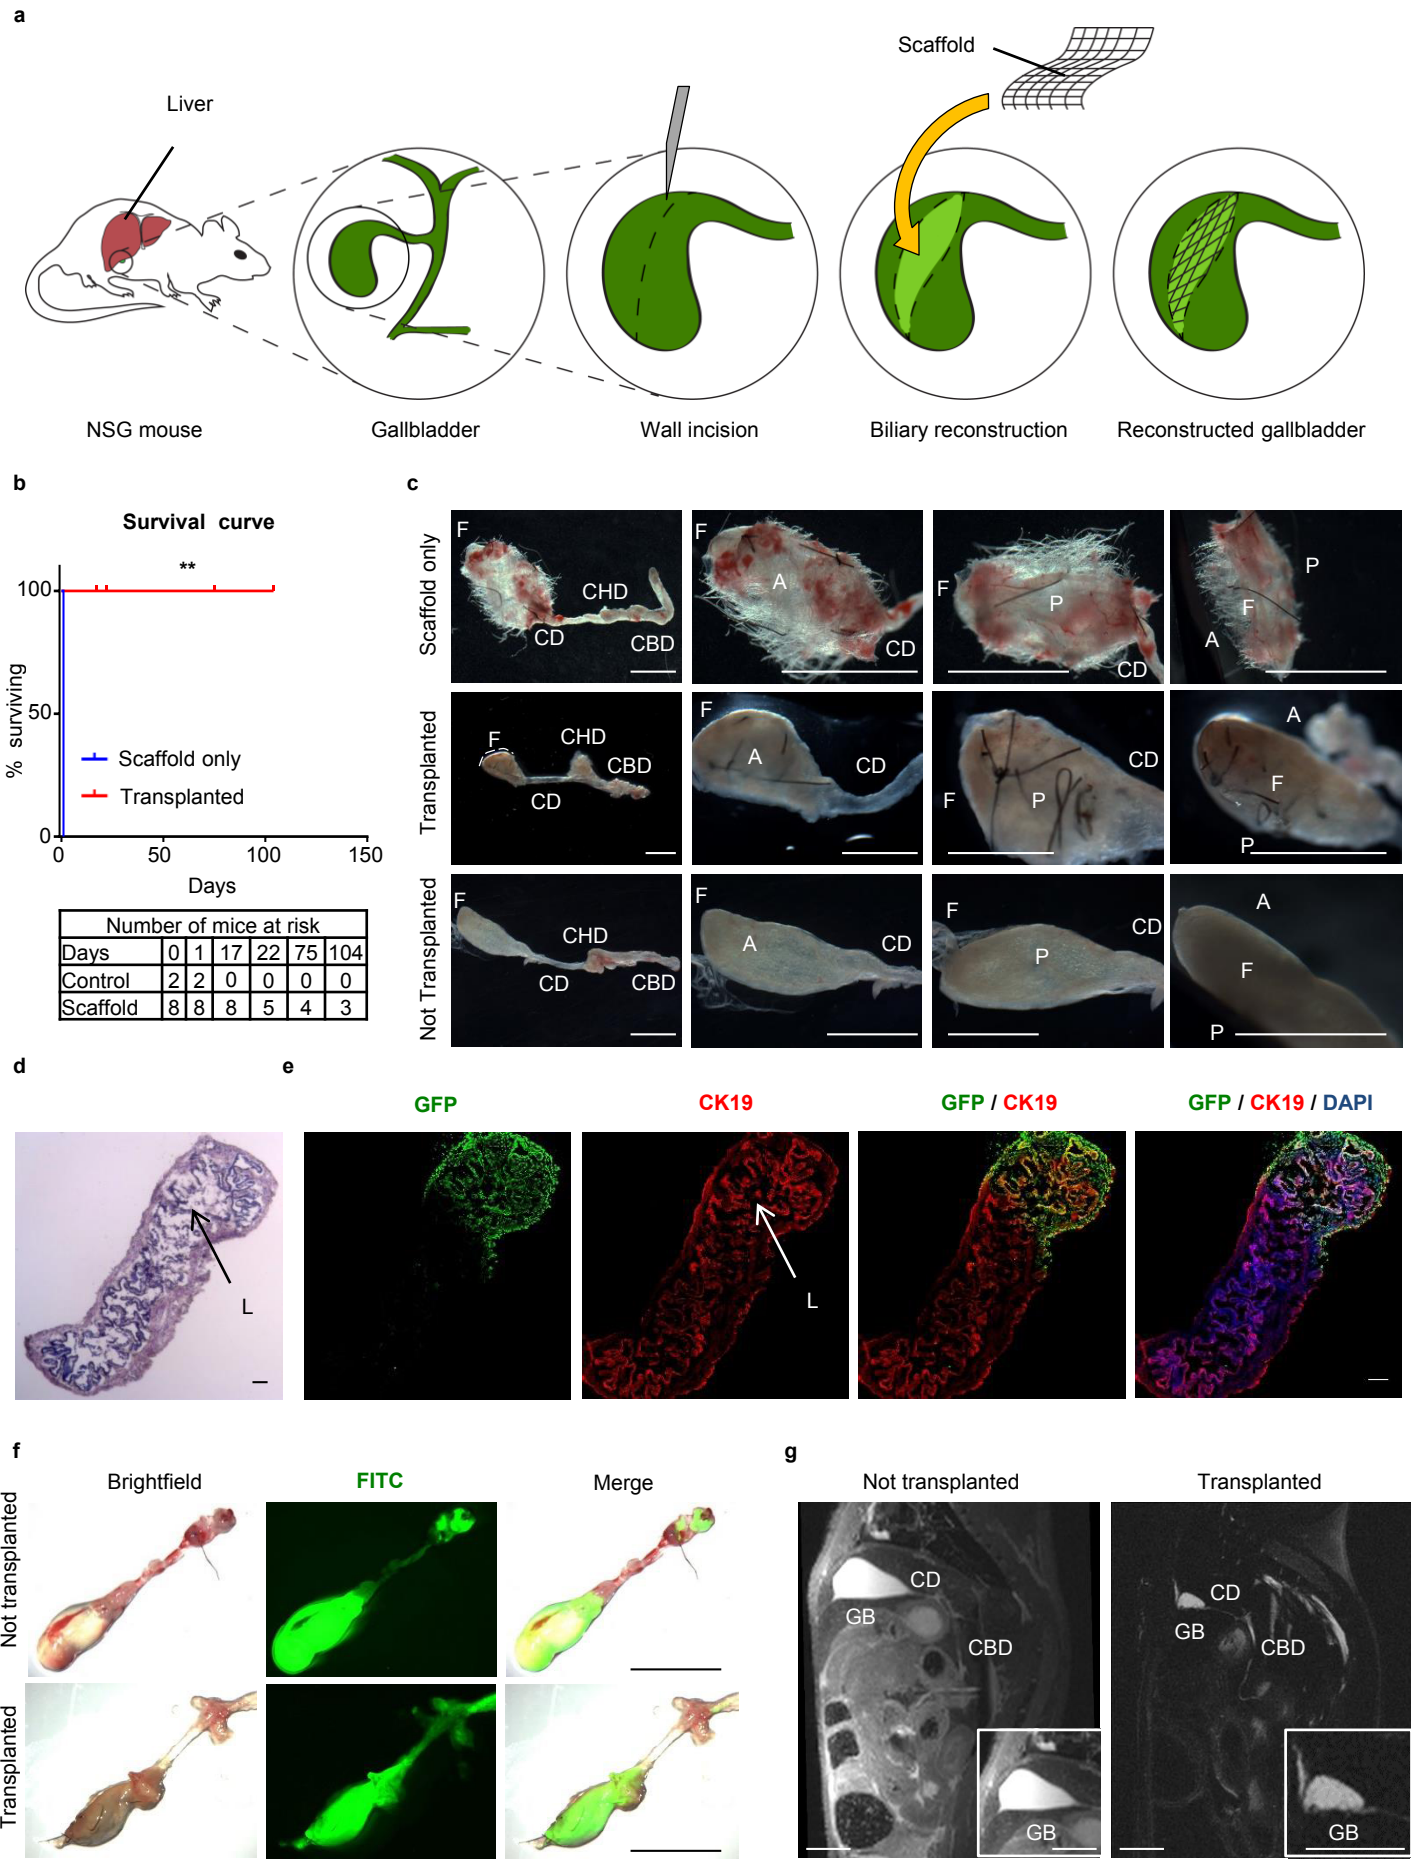 a
Scaffold
Liver
NSG mouse
Gallbladder
Wall incision
Biliary reconstruction
Reconstructed gallbladder
b
Survival curve
**
100
50
0
% surviving
Scaffold only
Transplanted
0 50 100 150
Days
Number of mice at risk
Days 0 1 17 22 75 104
Control 2 2 0 0 0 0
Scaffold 8 8 8 5 4 3
c
Scaffold only
F CHD CD CBD
F A CD
F P CD
P F A
Transplanted
F CHD CBD CD
F A CD
CD F P
A F P
Not Transplanted
F CHD CD CBD
F A CD
F CD P
A F P
d
L
e
GFP
CK19
GFP / CK19
GFP / CK19 / DAPI
L
f
Brightfield
FITC
Merge
Not transplanted
Transplanted
g
Not transplanted
Transplanted
CD
GB
CBD
GB
CD
GB
CBD
GB